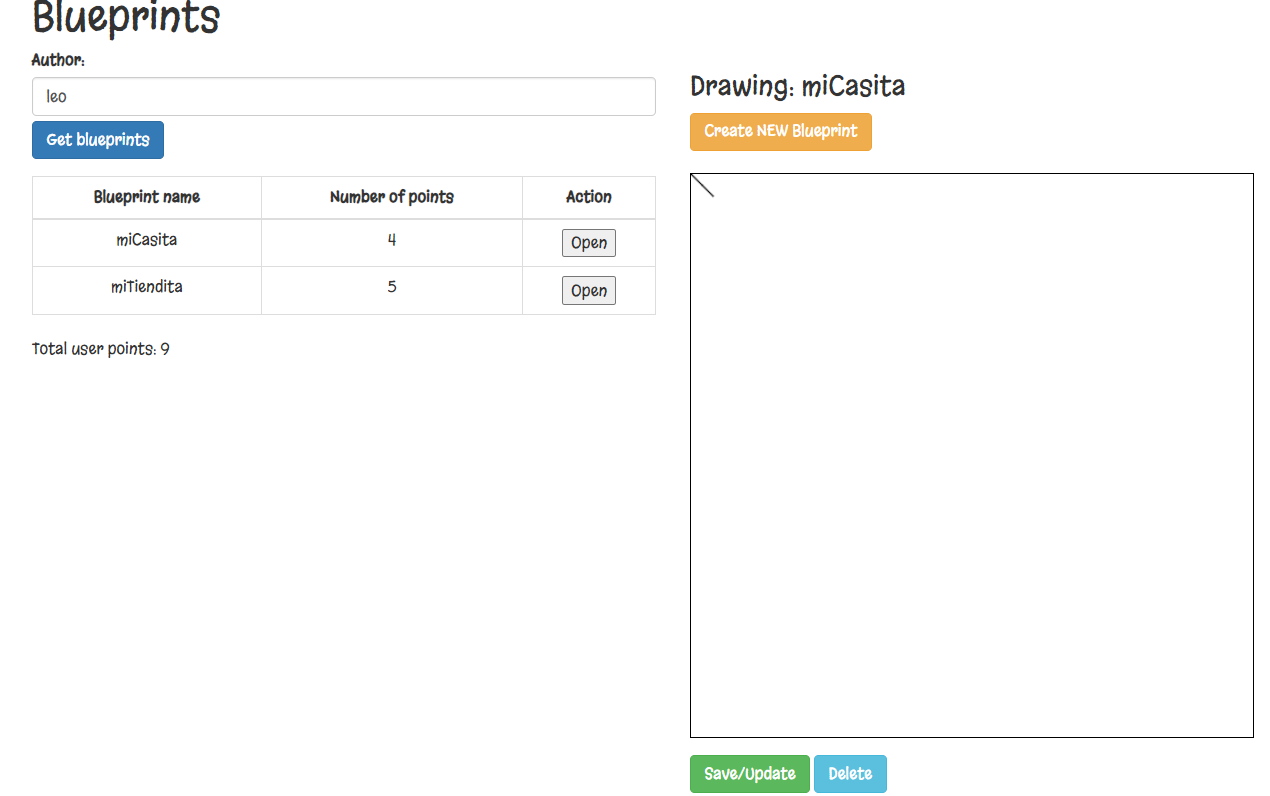 Blueprints
Author:
leo
Get blueprints
Blueprint name Number of points Action
miCasita 4 Open
miTiendita 5 Open
Total user points: 9
Drawing: miCasita
Create NEW Blueprint
Save/Update Delete